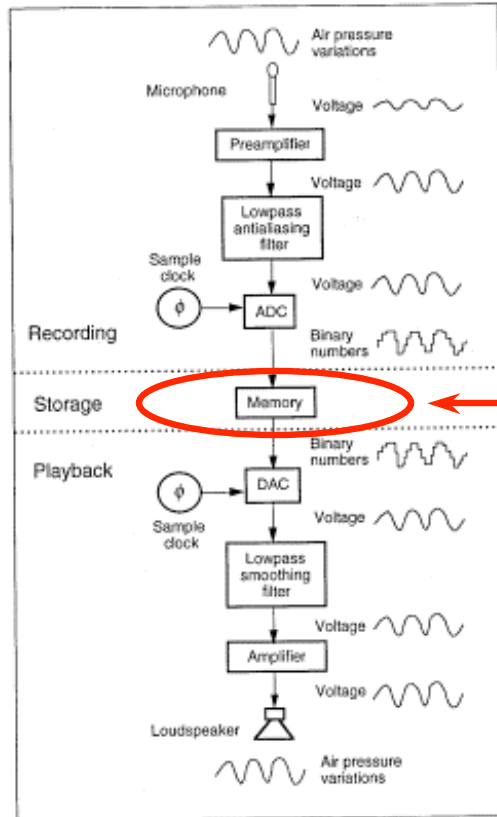 Air pressure
variations
Microphone
Voltage
Preamplifier
Voltage
Lowpass
antialiasing
filter
Sample
clock
Voltage
ϕ
ADC
Recording
Binary
numbers
Storage
Memory
Binary
numbers
Playback
ϕ
DAC
Sample
clock
Voltage
Lowpass
smoothing
filter
Voltage
Amplifier
Voltage
Loudspeaker
Air pressure
variations